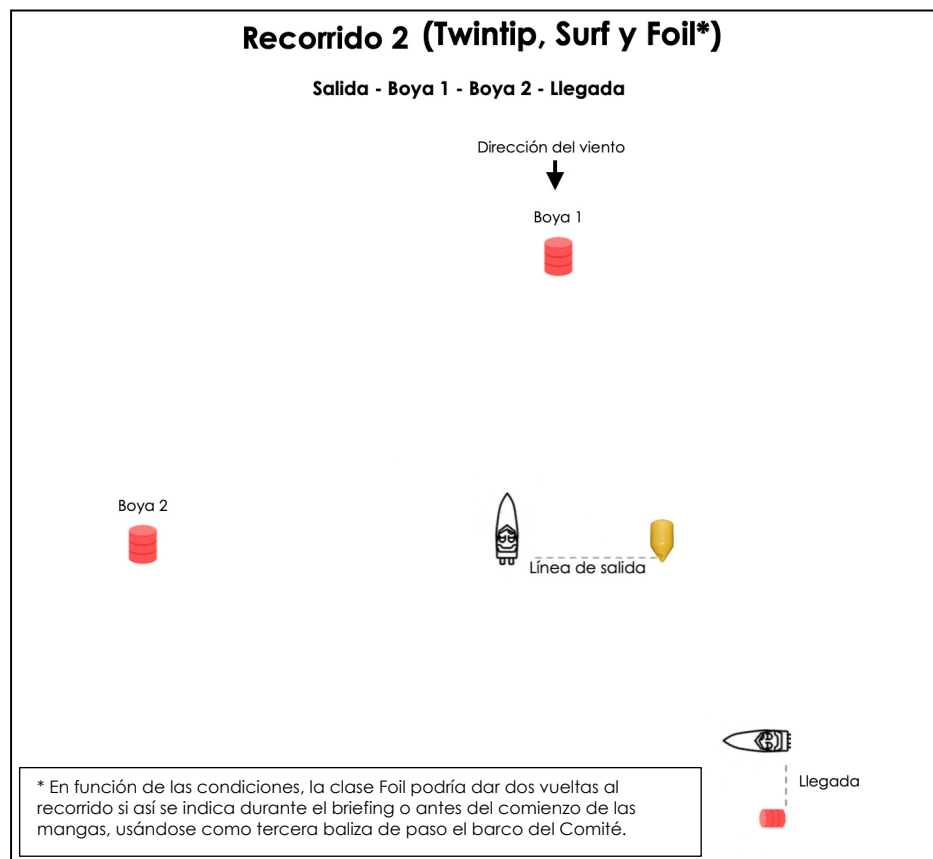 Recorrido 2 (Twintip, Surf y Foil*)
Salida - Boya 1 - Boya 2 - Llegada
Dirección del viento
Boya 1
Boya 2
Línea de salida
Llegada
* En función de las condiciones, la clase Foil podría dar dos vueltas al
recorrido si así se indica durante el briefing o antes del comienzo de las
mangas, usándose como tercera baliza de paso el barco del Comité.